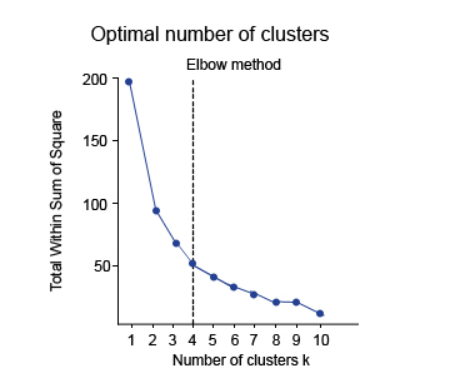 Optimal number of clusters
Elbow method
Total Within Sum of Square
200
150
100
50
1 2 3 4 5 6 7 8 9 10
Number of clusters k